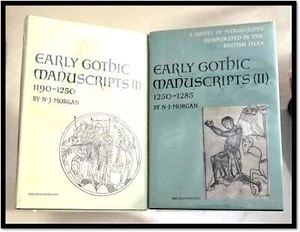 EARLY GOTHIC
MANUSCRIPTS (I)
1190-1250
BY N·J·MORGAN
A SURVEY OF MANUSCRIPTS
ILLUMINATED IN THE
BRITISH ISLES
EARLY GOTHIC
MANUSCRIPTS (II)
1250-1285
BY N·J·MORGAN